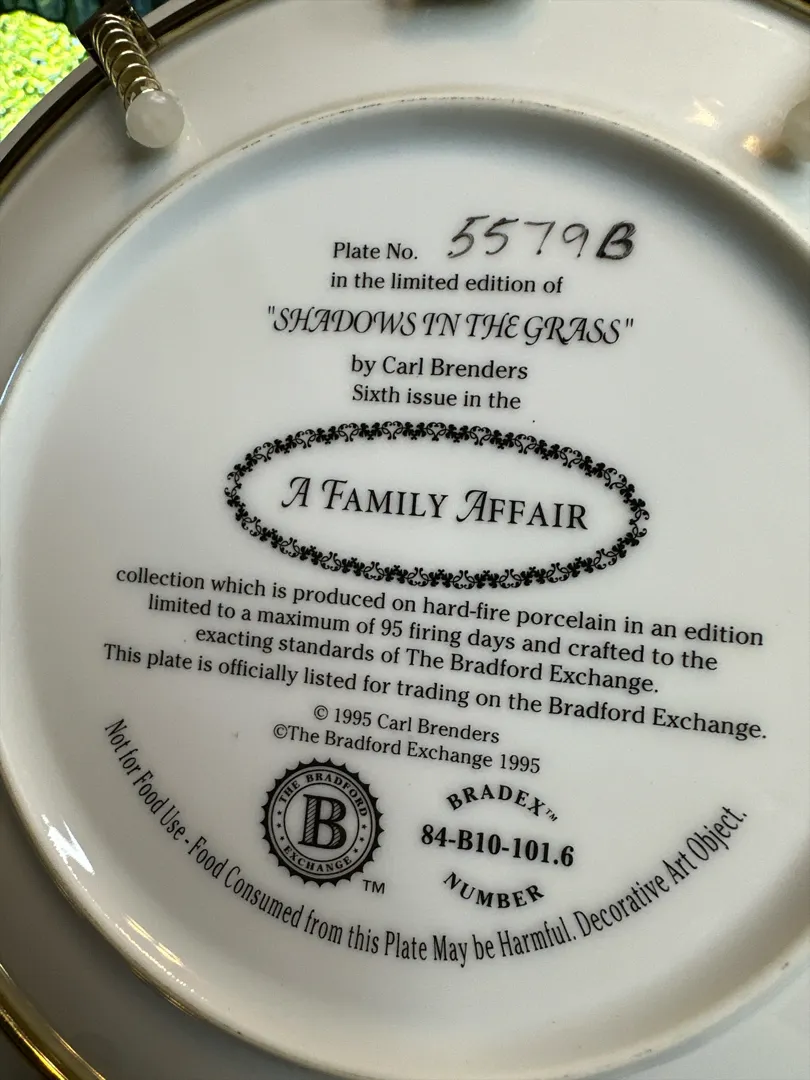 Plate No. 5579B
in the limited edition of
"SHADOWS IN THE GRASS"
by Carl Brenders
Sixth issue in the
A FAMILY AFFAIR
collection which is produced on hard-fire porcelain in an edition
limited to a maximum of 95 firing days and crafted to the
exacting standards of The Bradford Exchange.
This plate is officially listed for trading on the Bradford Exchange.
© 1995 Carl Brenders
©The Bradford Exchange 1995
THE BRADFORD
B
EXCHANGE
TM
BRADEX™
84-B10-101.6
NUMBER
Not for Food Use - Food Consumed from this Plate May be Harmful. Decorative Art Object.